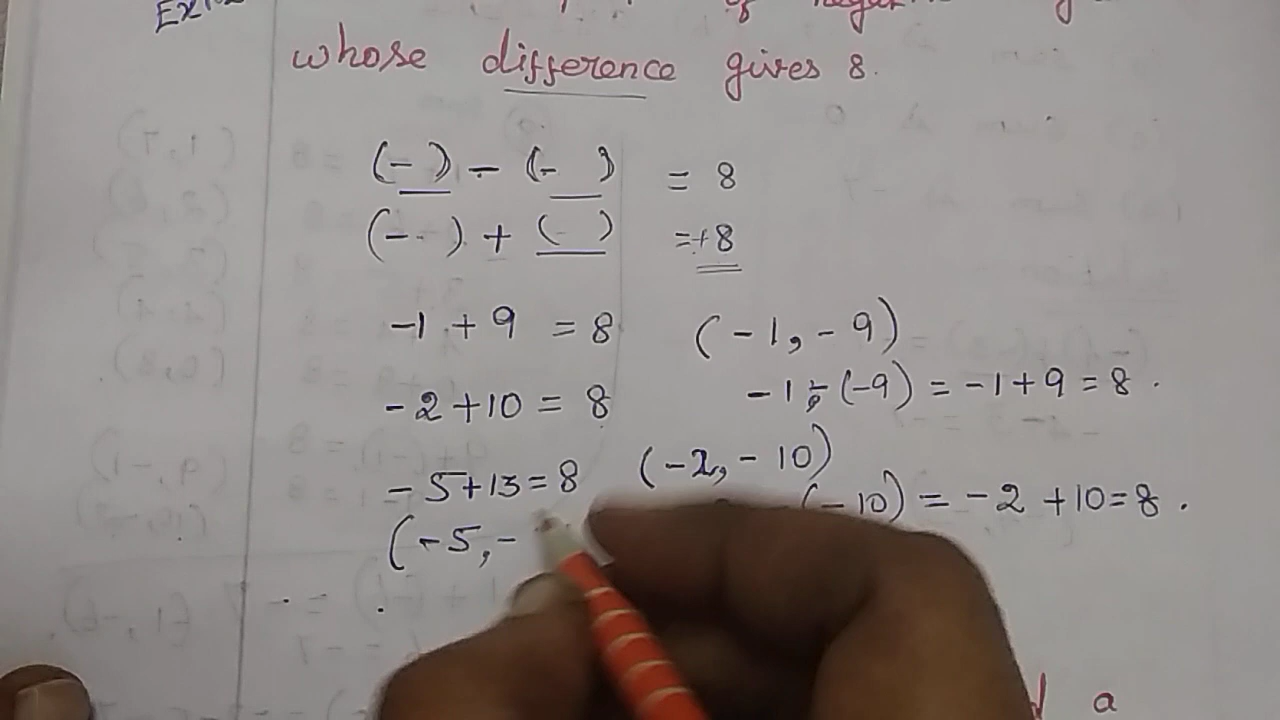 whose difference gives 8.
(- ) - (- ) = 8
(- ) + ( ) = +8
-1 + 9 = 8 (-1, -9)
-1 - (-9) = -1 + 9 = 8.
-2 + 10 = 8
(-2, -10)
-5 + 13 = 8
(-10) = -2 + 10 = 8.
(-5, -
a